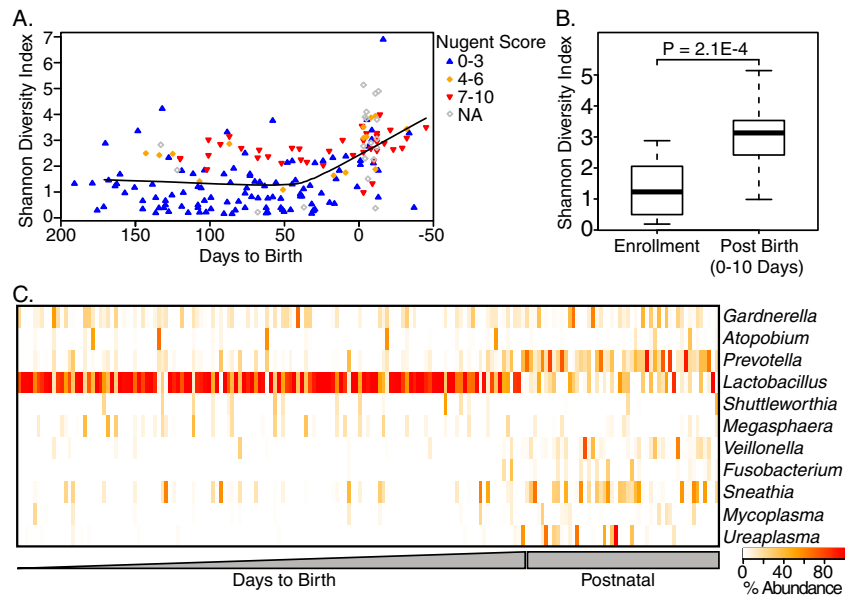 A.
Shannon Diversity Index
7
6
5
4
3
2
1
0
200 150 100 50 0 -50
Days to Birth
Nugent Score
0-3
4-6
7-10
NA
B.
P = 2.1E-4
Shannon Diversity Index
5
4
3
2
1
0
Enrollment Post Birth
(0-10 Days)
C.
Gardnerella
Atopobium
Prevotella
Lactobacillus
Shuttleworthia
Megasphaera
Veillonella
Fusobacterium
Sneathia
Mycoplasma
Ureaplasma
Days to Birth Postnatal
0 40 80
% Abundance